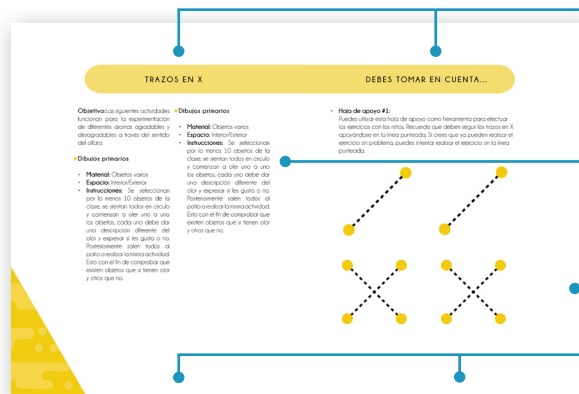 TRAZOS EN X
DEBES TOMAR EN CUENTA...
Objetivo: Las siguientes actividades
funcionan para la experimentación
de diferentes aromas agradables y
desagradables a través del sentido
del olfato.
Dibujos primarios
• Material: Objetos varios
• Espacio: Interior/Exterior
• Instrucciones: Se seleccionan
por lo menos 10 objetos de la
clase, se sientan todos en círculo
y comienzan a oler uno a uno
los objetos, cada uno debe dar
una descripción diferente del
olor y expresar si les gusta o no.
Posteriormente salen todos al
patio a realizar la misma actividad.
Esto con el fin de comprobar que
existen objetos que si tienen olor
y otros que no.
Dibujos primarios
• Material: Objetos varios
• Espacio: Interior/Exterior
• Instrucciones: Se seleccionan
por lo menos 10 objetos de la
clase, se sientan todos en círculo
y comienzan a oler uno a uno
los objetos, cada uno debe dar
una descripción diferente del
olor y expresar si les gusta o no.
Posteriormente salen todos al
patio a realizar la misma actividad.
Esto con el fin de comprobar que
existen objetos que si tienen olor
y otros que no.
• Hoja de apoyo #1:
Puedes utilizar esta hoja de apoyo como herramienta para efectuar
los ejercicios con los niños. Recuerda que deben seguir los trazos en X
apoyándose en la línea punteada. Si crees que ya pueden realizar el
ejercicio sin problema, puedes intentar realizar el ejercicio sin la línea
punteada.